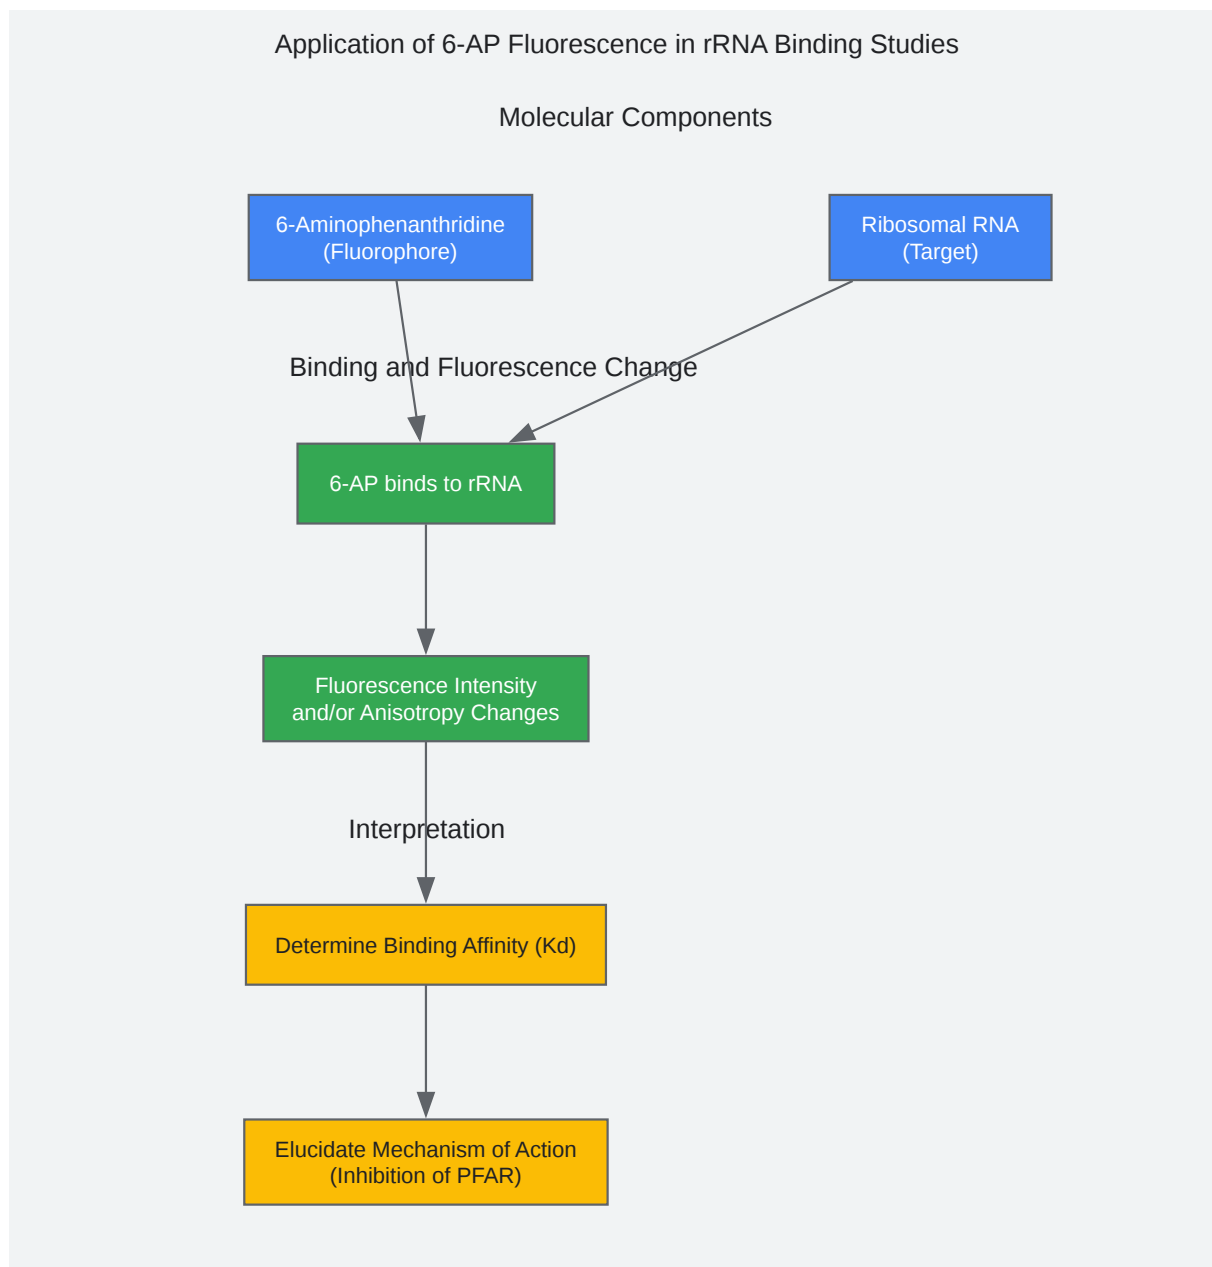 Application of 6-AP Fluorescence in rRNA Binding Studies
Molecular Components
6-Aminophenanthridine
(Fluorophore)
Ribosomal RNA
(Target)
Binding and Fluorescence Change
6-AP binds to rRNA
Fluorescence Intensity
and/or Anisotropy Changes
Interpretation
Determine Binding Affinity (Kd)
Elucidate Mechanism of Action
(Inhibition of PFAR)